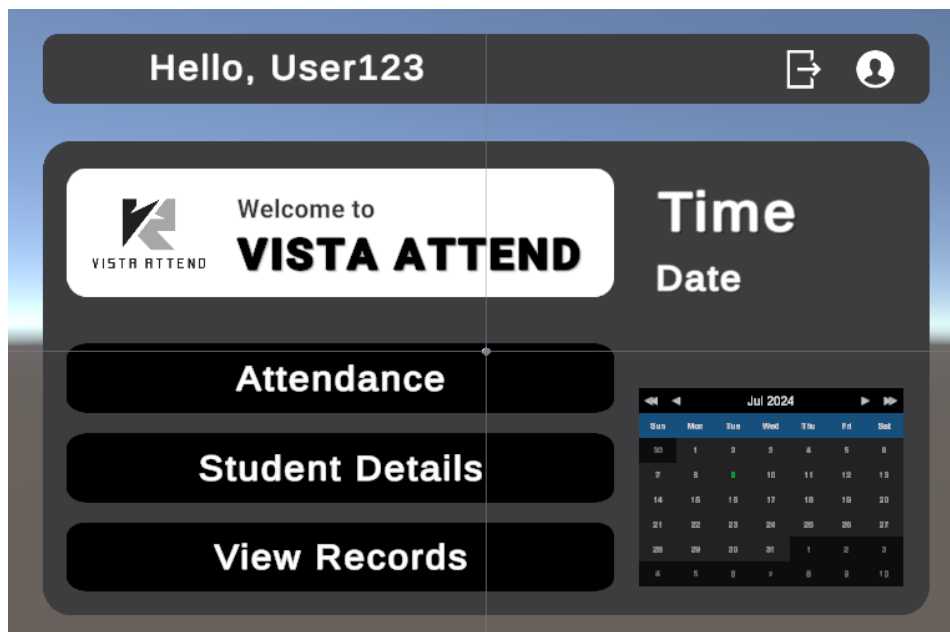 Hello, User123
VISTA ATTEND
Welcome to
VISTA ATTEND
Time
Date
Attendance
Student Details
View Records
Jul 2024
Sun Mon Tue Wed Thu Fri Sat
30 1 2 3 4 5 6
7 8 9 10 11 12 13
14 15 16 17 18 19 20
21 22 23 24 25 26 27
28 29 30 31 1 2 3
4 5 6 7 8 9 10